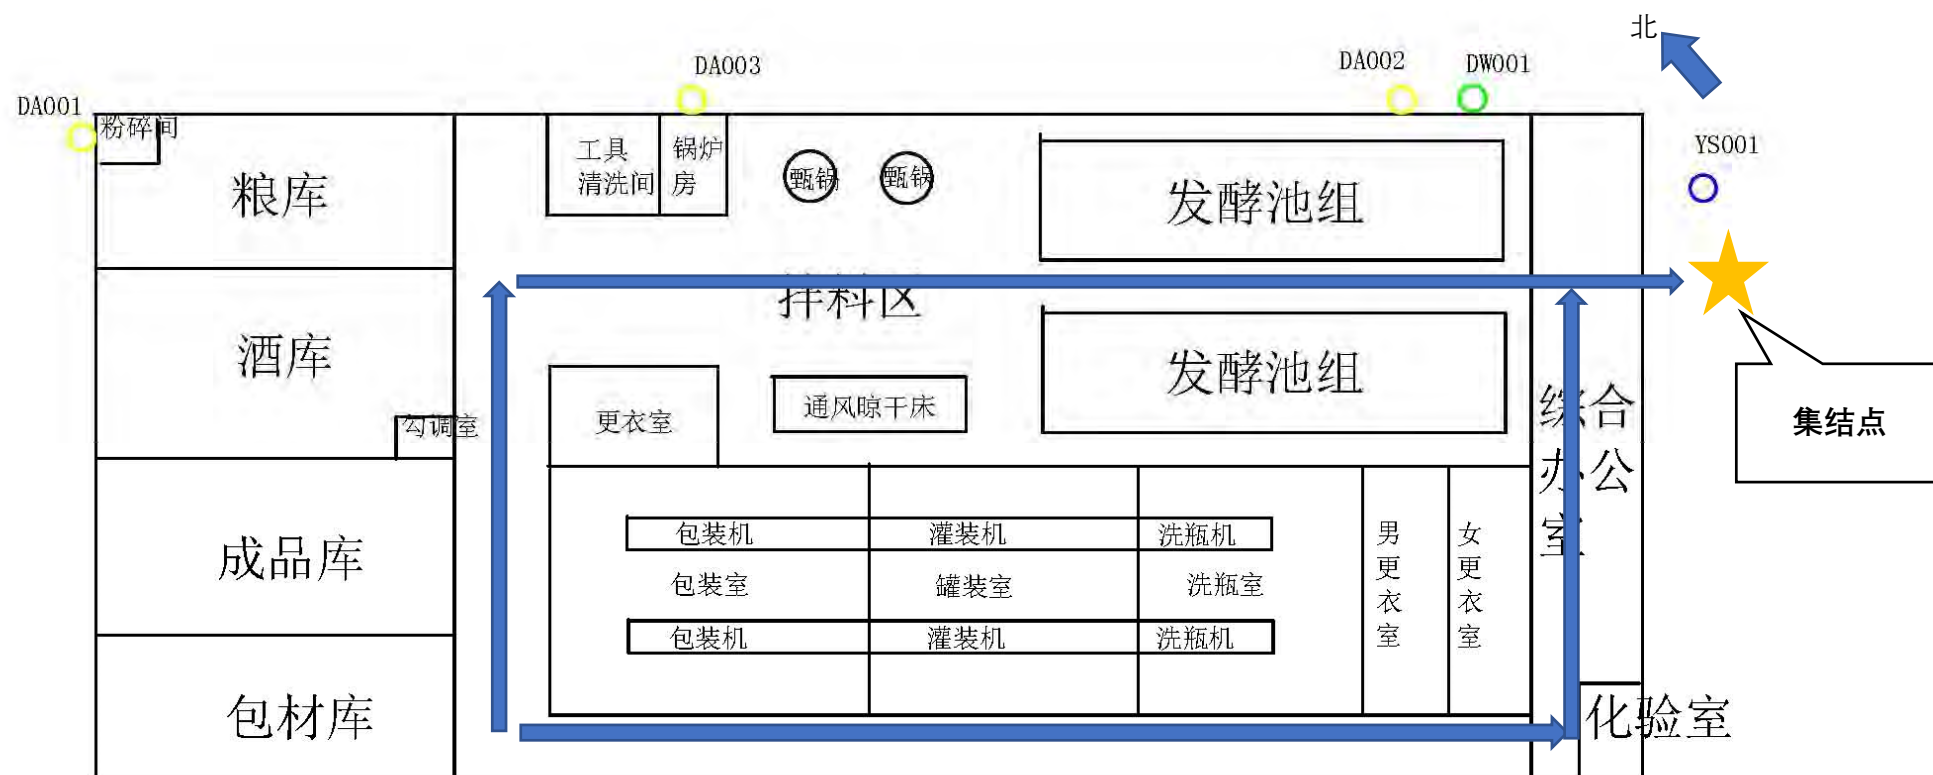 北
DA003
DA002
DW001
DA001
粉碎间
YS001
工具
清洗间
锅炉
房
甄锅
甄锅
粮库
发酵池组
拌料区
酒库
发酵池组
通风晾干床
更衣室
勾调室
综合
办公
室
集结点
成品库
包装机
灌装机
洗瓶机
男更衣室
女更衣室
包装室
罐装室
洗瓶室
包装机
灌装机
洗瓶机
包材库
化验室